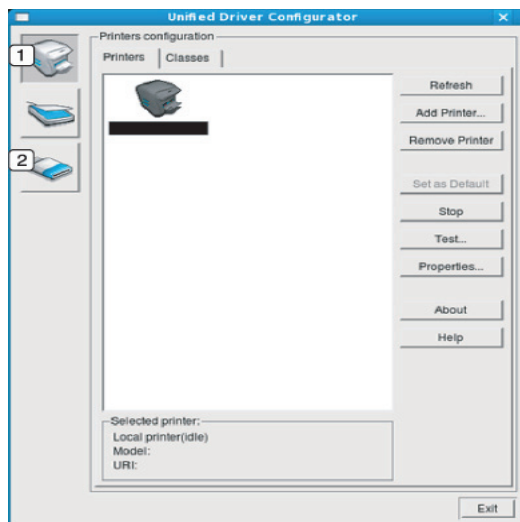 Unified Driver Configurator
1
2
Printers configuration
Printers
Classes
Refresh
Add Printer...
Remove Printer
Set as Default
Stop
Test...
Properties...
About
Help
Selected printer:
Local printer(idle)
Model:
URI:
Exit